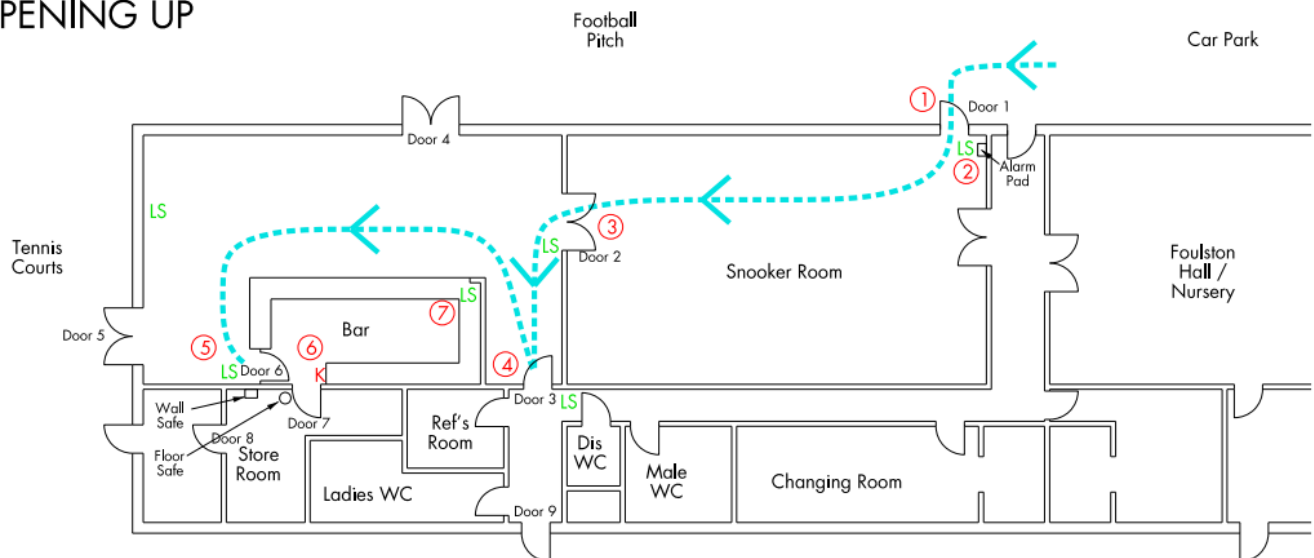 PENING UP
Football
Pitch
Car Park
1
Door 1
Door 4
LS
2
Alarm
Pad
LS
3
LS
Door 2
Tennis
Courts
Snooker Room
Foulston
Hall /
Nursery
LS
7
Bar
Door 5
5
6
4
LS
Door 6
K
Door 3
LS
Wall
Safe
Door 7
Ref's
Room
Door 8
Floor
Safe
Store
Room
Dis
WC
Male
WC
Changing Room
Ladies WC
Door 9